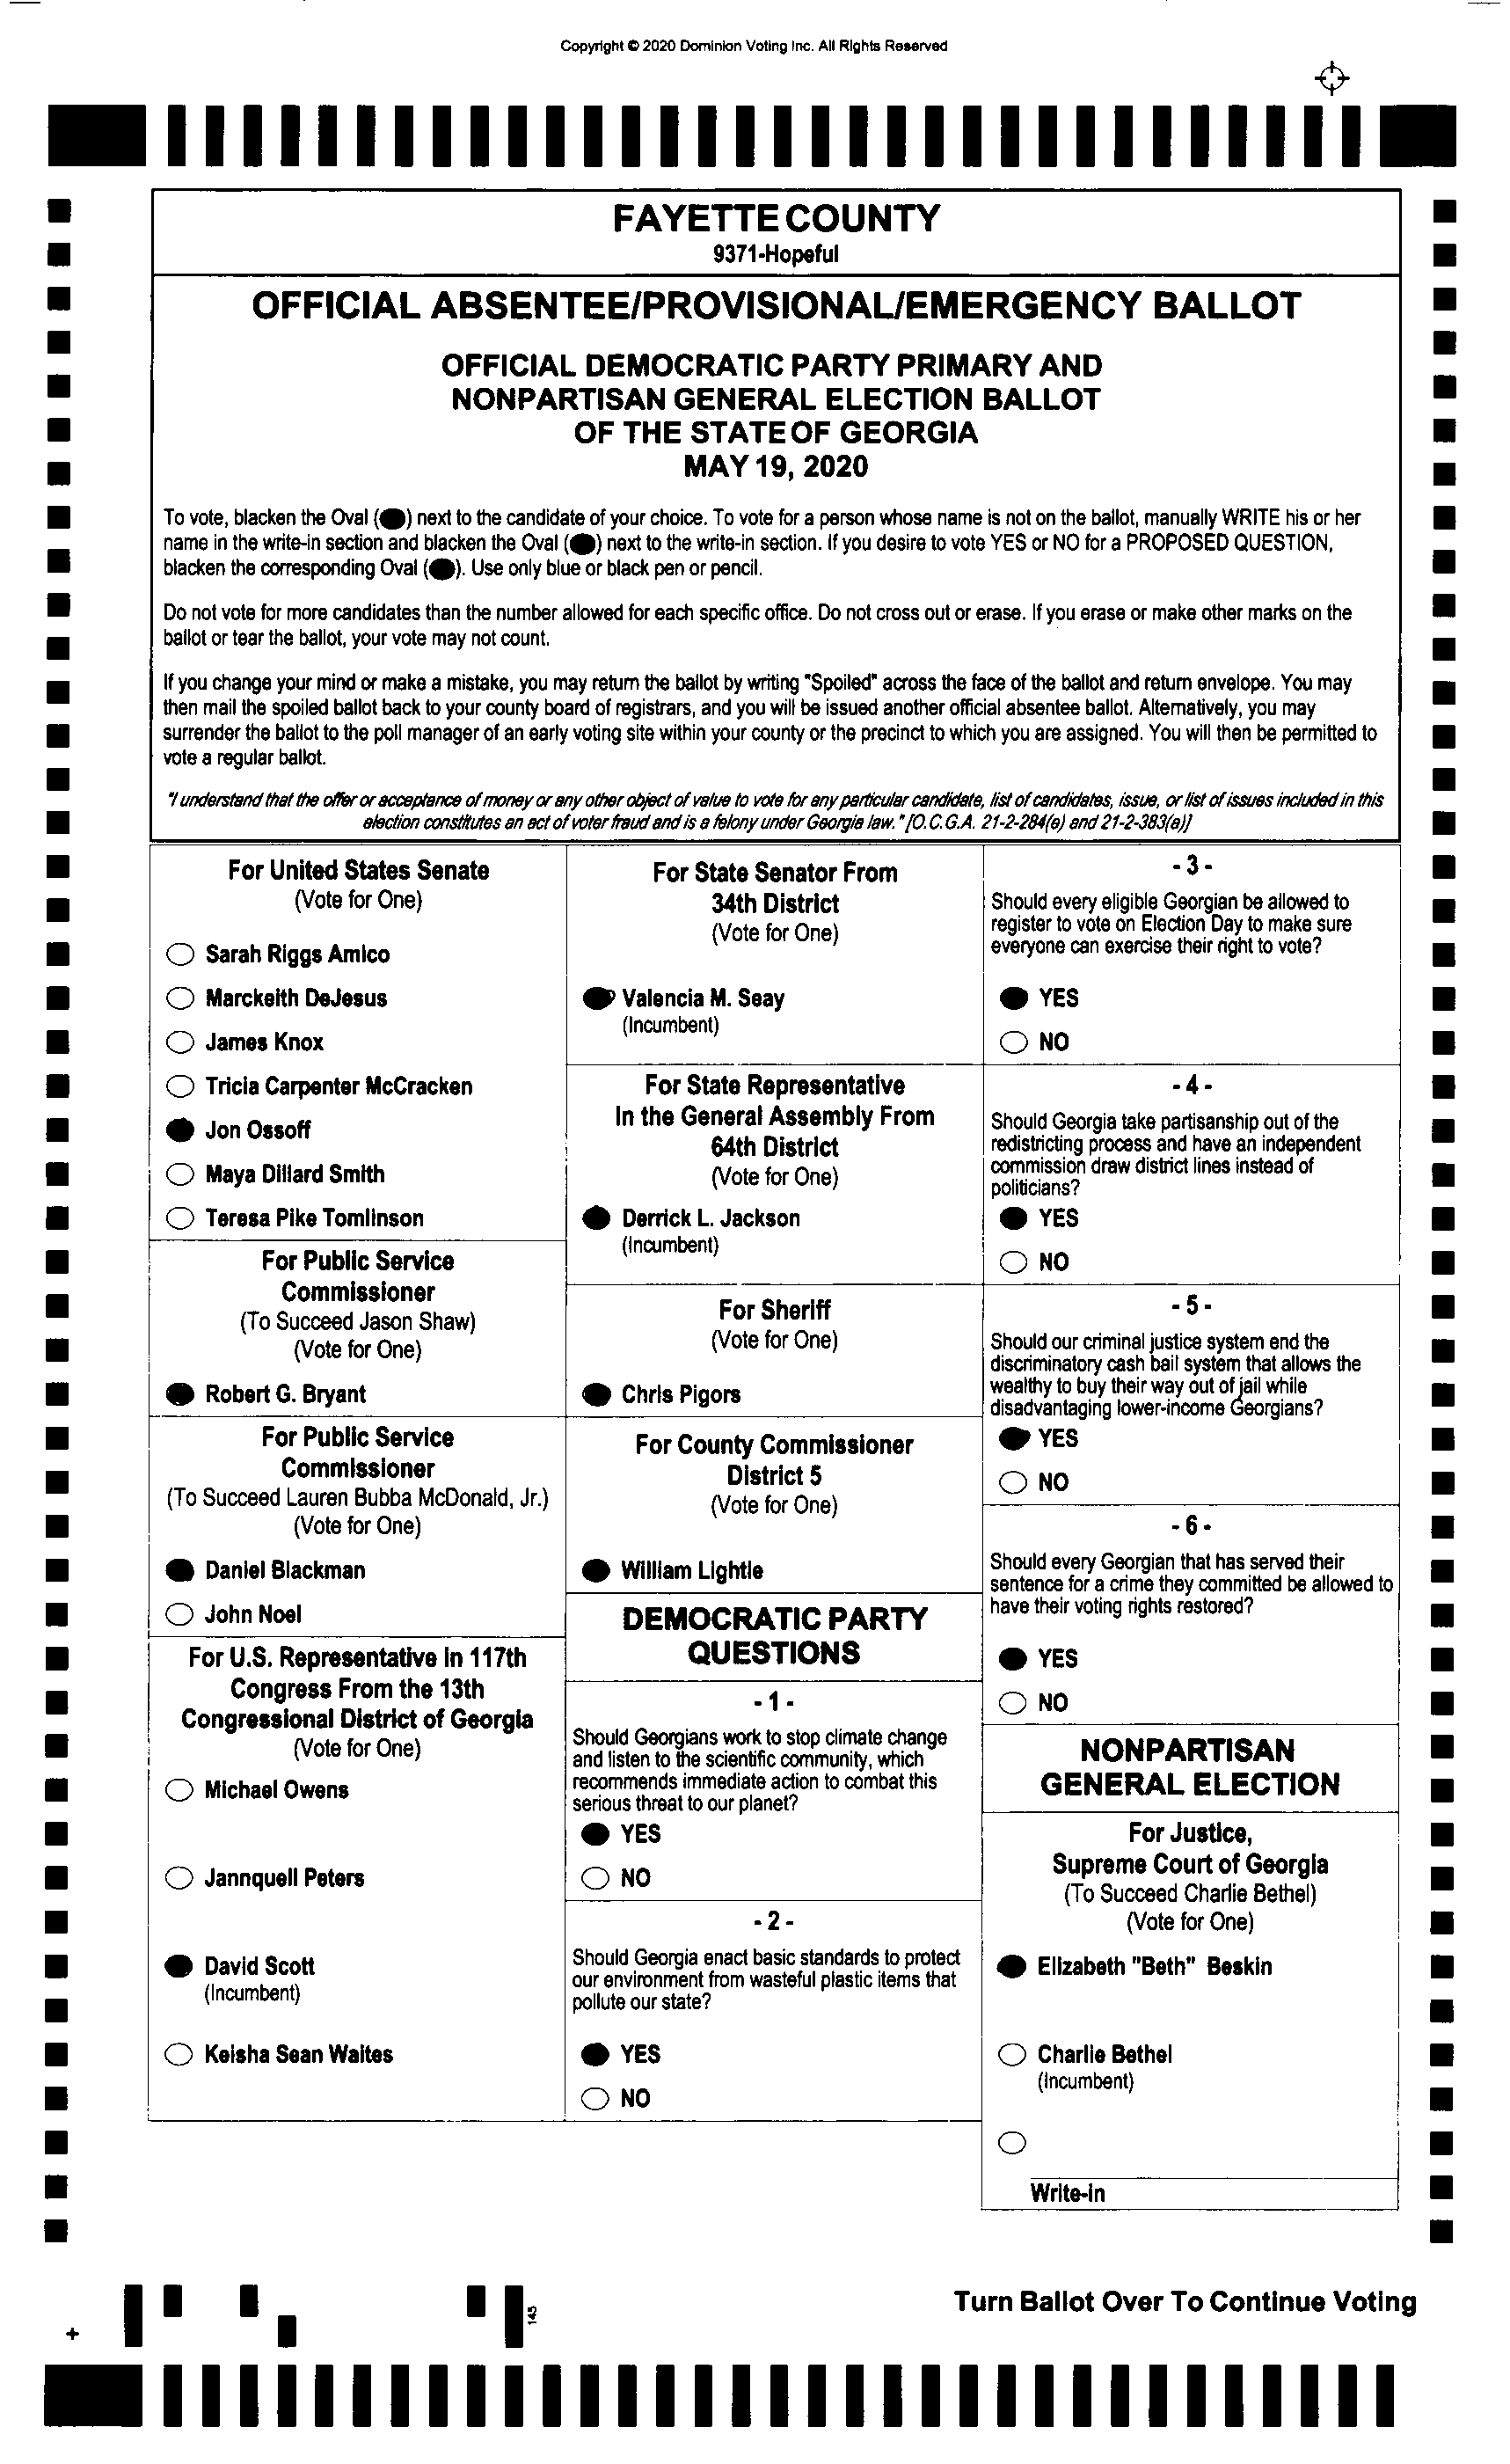 Copyright © 2020 Dominion Voting Inc. All Rights Reserved
FAYETTE COUNTY
9371-Hopeful
OFFICIAL ABSENTEE/PROVISIONAL/EMERGENCY BALLOT
OFFICIAL DEMOCRATIC PARTY PRIMARY AND
NONPARTISAN GENERAL ELECTION BALLOT
OF THE STATE OF GEORGIA
MAY 19, 2020
To vote, blacken the Oval (●) next to the candidate of your choice. To vote for a person whose name is not on the ballot, manually WRITE his or her
name in the write-in section and blacken the Oval (●) next to the write-in section. If you desire to vote YES or NO for a PROPOSED QUESTION,
blacken the corresponding Oval (●). Use only blue or black pen or pencil.
Do not vote for more candidates than the number allowed for each specific office. Do not cross out or erase. If you erase or make other marks on the
ballot or tear the ballot, your vote may not count.
If you change your mind or make a mistake, you may return the ballot by writing "Spoiled" across the face of the ballot and return envelope. You may
then mail the spoiled ballot back to your county board of registrars, and you will be issued another official absentee ballot. Alternatively, you may
surrender the ballot to the poll manager of an early voting site within your county or the precinct to which you are assigned. You will then be permitted to
vote a regular ballot.
"I understand that the offer or acceptance of money or any other object of value to vote for any particular candidate, list of candidates, issue, or list of issues included in this
election constitutes an act of voter fraud and is a felony under Georgia law." [O.C.G.A. 21-2-284(e) and 21-2-383(a)]
For United States Senate
(Vote for One)
Sarah Riggs Amico
Marckeith DeJesus
James Knox
Tricia Carpenter McCracken
Jon Ossoff
Maya Dillard Smith
Teresa Pike Tomlinson
For Public Service
Commissioner
(To Succeed Jason Shaw)
(Vote for One)
Robert G. Bryant
For Public Service
Commissioner
(To Succeed Lauren Bubba McDonald, Jr.)
(Vote for One)
Daniel Blackman
John Noel
For U.S. Representative in 117th
Congress From the 13th
Congressional District of Georgia
(Vote for One)
Michael Owens
Jannquell Peters
David Scott
(Incumbent)
Keisha Sean Waites
For State Senator From
34th District
(Vote for One)
Valencia M. Seay
(Incumbent)
For State Representative
In the General Assembly From
64th District
(Vote for One)
Derrick L. Jackson
(Incumbent)
For Sheriff
(Vote for One)
Chris Pigors
For County Commissioner
District 5
(Vote for One)
William Lightle
DEMOCRATIC PARTY
QUESTIONS
- 1 -
Should Georgians work to stop climate change
and listen to the scientific community, which
recommends immediate action to combat this
serious threat to our planet?
YES
NO
- 2 -
Should Georgia enact basic standards to protect
our environment from wasteful plastic items that
pollute our state?
YES
NO
- 3 -
Should every eligible Georgian be allowed to
register to vote on Election Day to make sure
everyone can exercise their right to vote?
YES
NO
- 4 -
Should Georgia take partisanship out of the
redistricting process and have an independent
commission draw district lines instead of
politicians?
YES
NO
- 5 -
Should our criminal justice system end the
discriminatory cash bail system that allows the
wealthy to buy their way out of jail while
disadvantaging lower-income Georgians?
YES
NO
- 6 -
Should every Georgian that has served their
sentence for a crime they committed be allowed to
have their voting rights restored?
YES
NO
NONPARTISAN
GENERAL ELECTION
For Justice,
Supreme Court of Georgia
(To Succeed Charlie Bethel)
(Vote for One)
Elizabeth "Beth" Beskin
Charlie Bethel
(Incumbent)
Write-in
145
Turn Ballot Over To Continue Voting